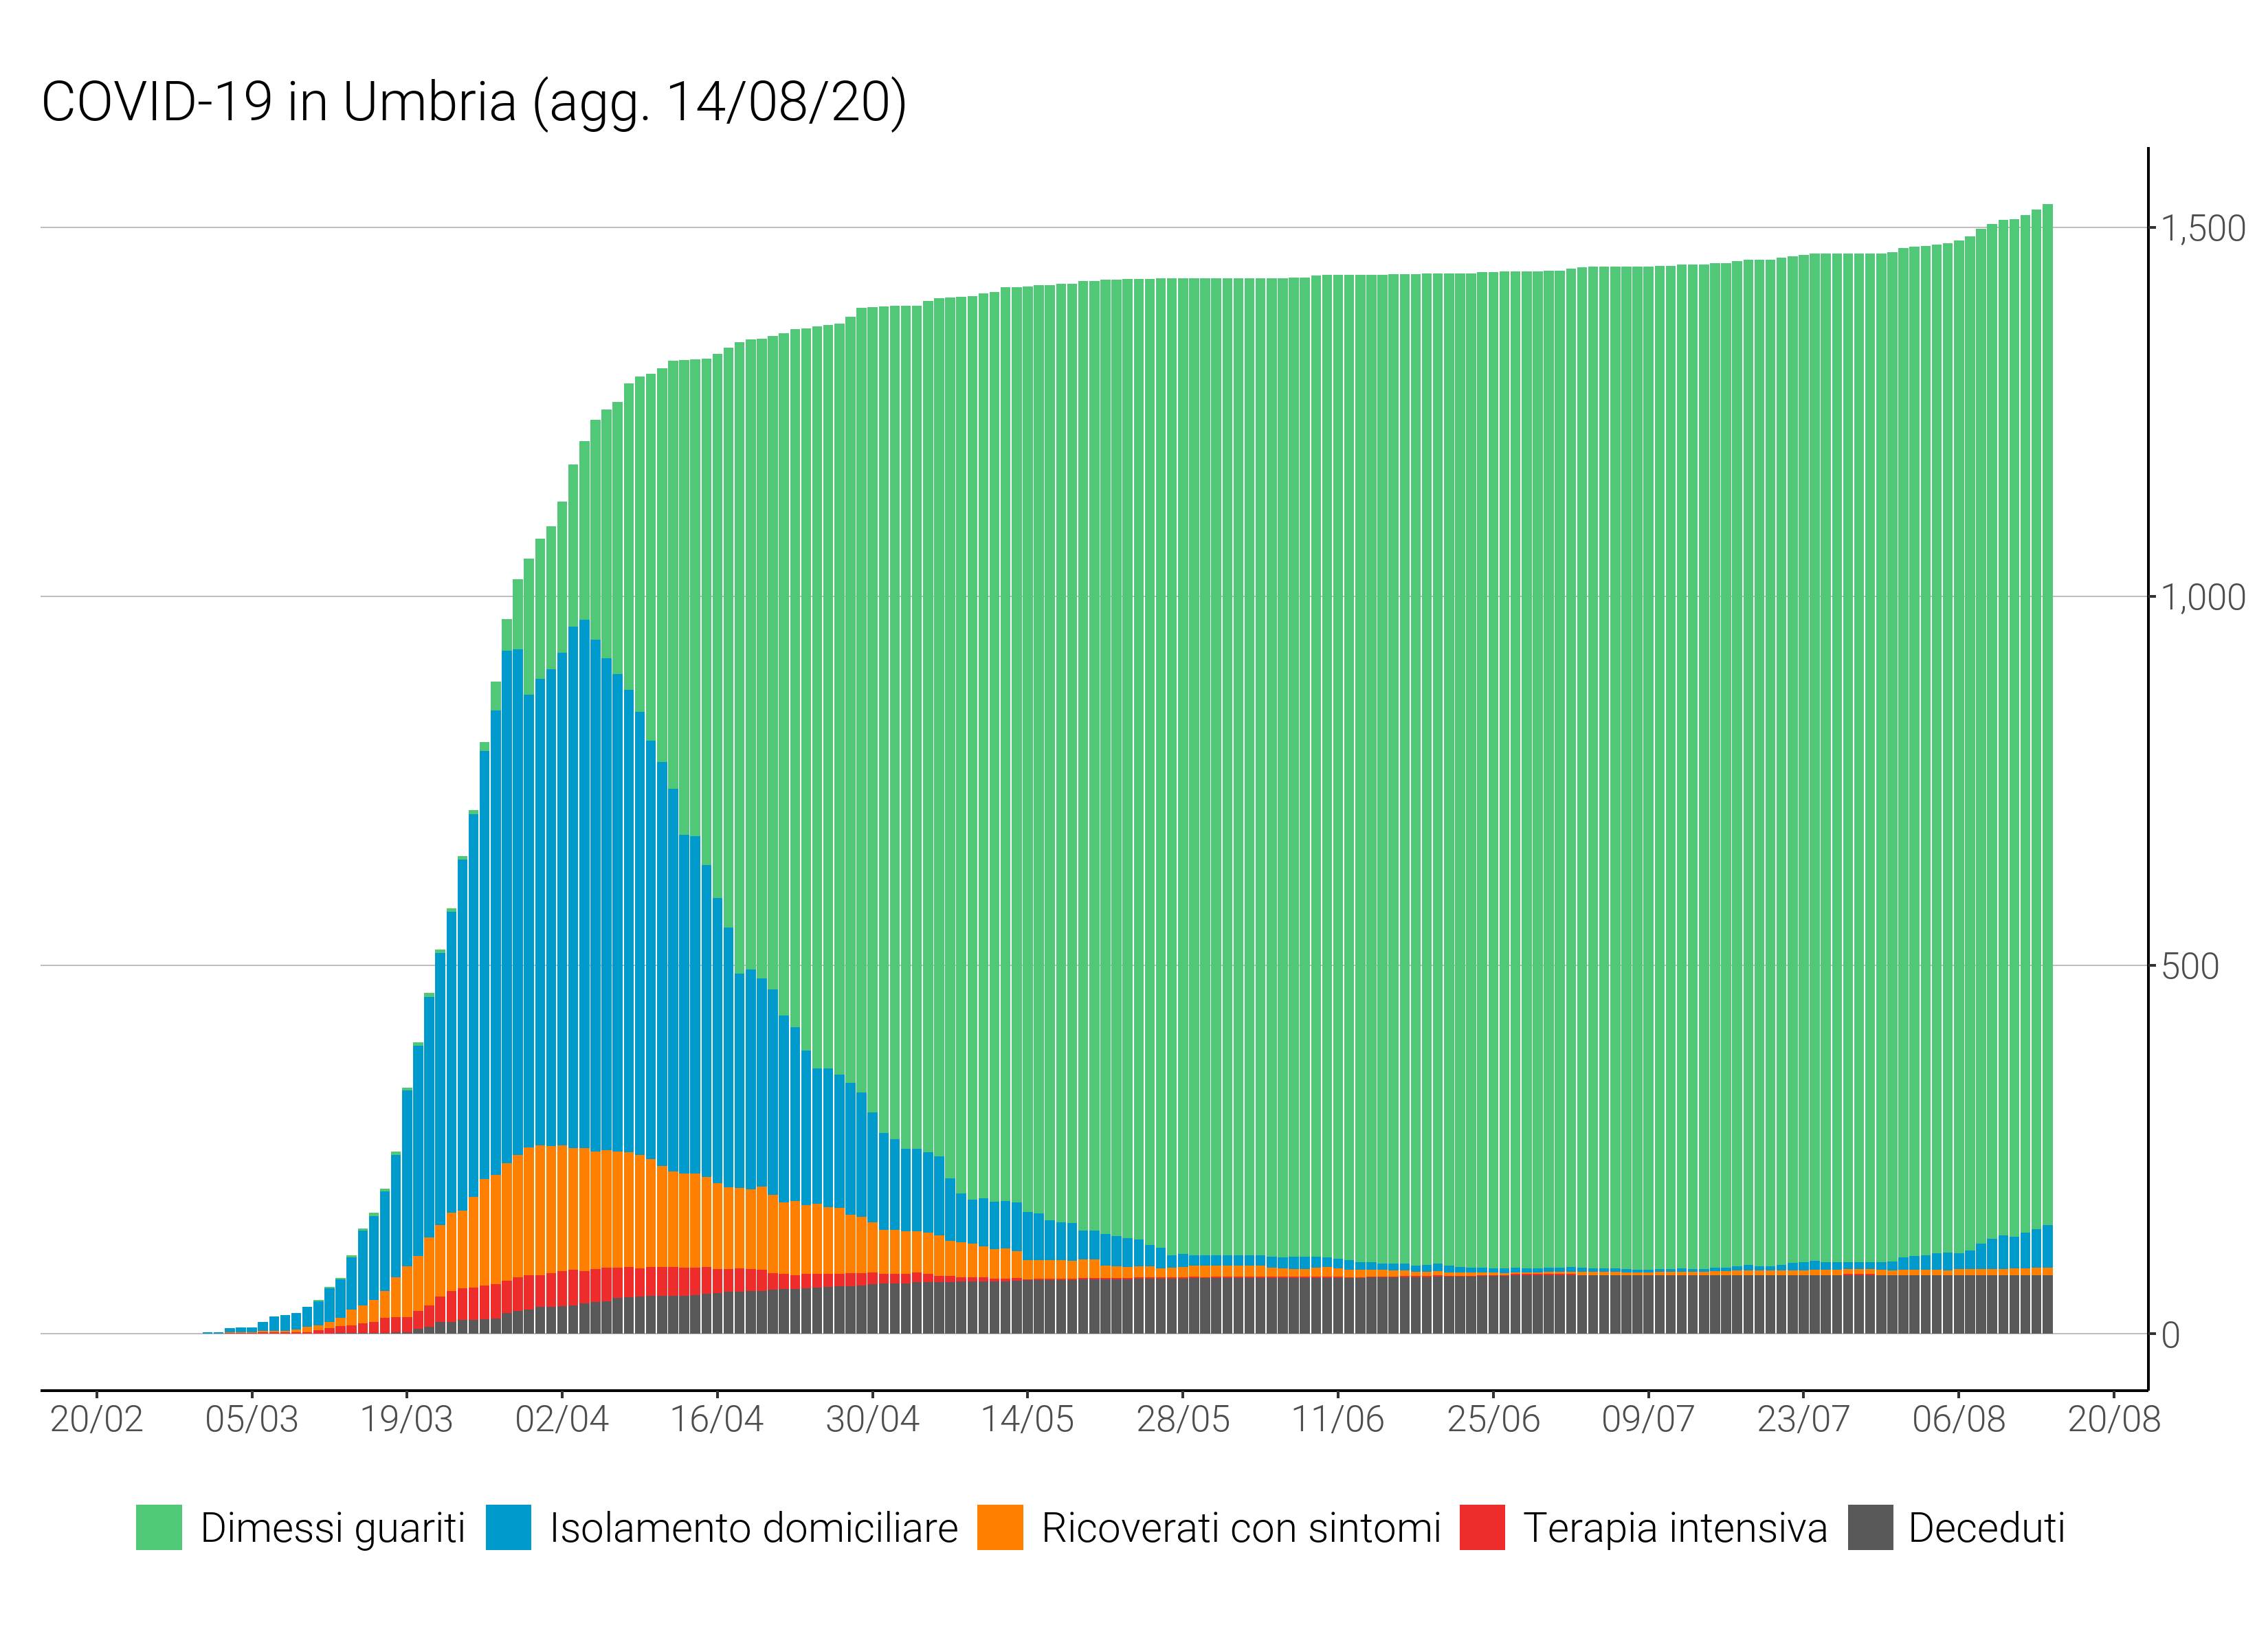 COVID-19 in Umbria (agg. 14/08/20)
1,500
1,000
500
0
20/02 05/03 19/03 02/04 16/04 30/04 14/05 28/05 11/06 25/06 09/07 23/07 06/08 20/08
Dimessi guariti Isolamento domiciliare Ricoverati con sintomi Terapia intensiva Deceduti